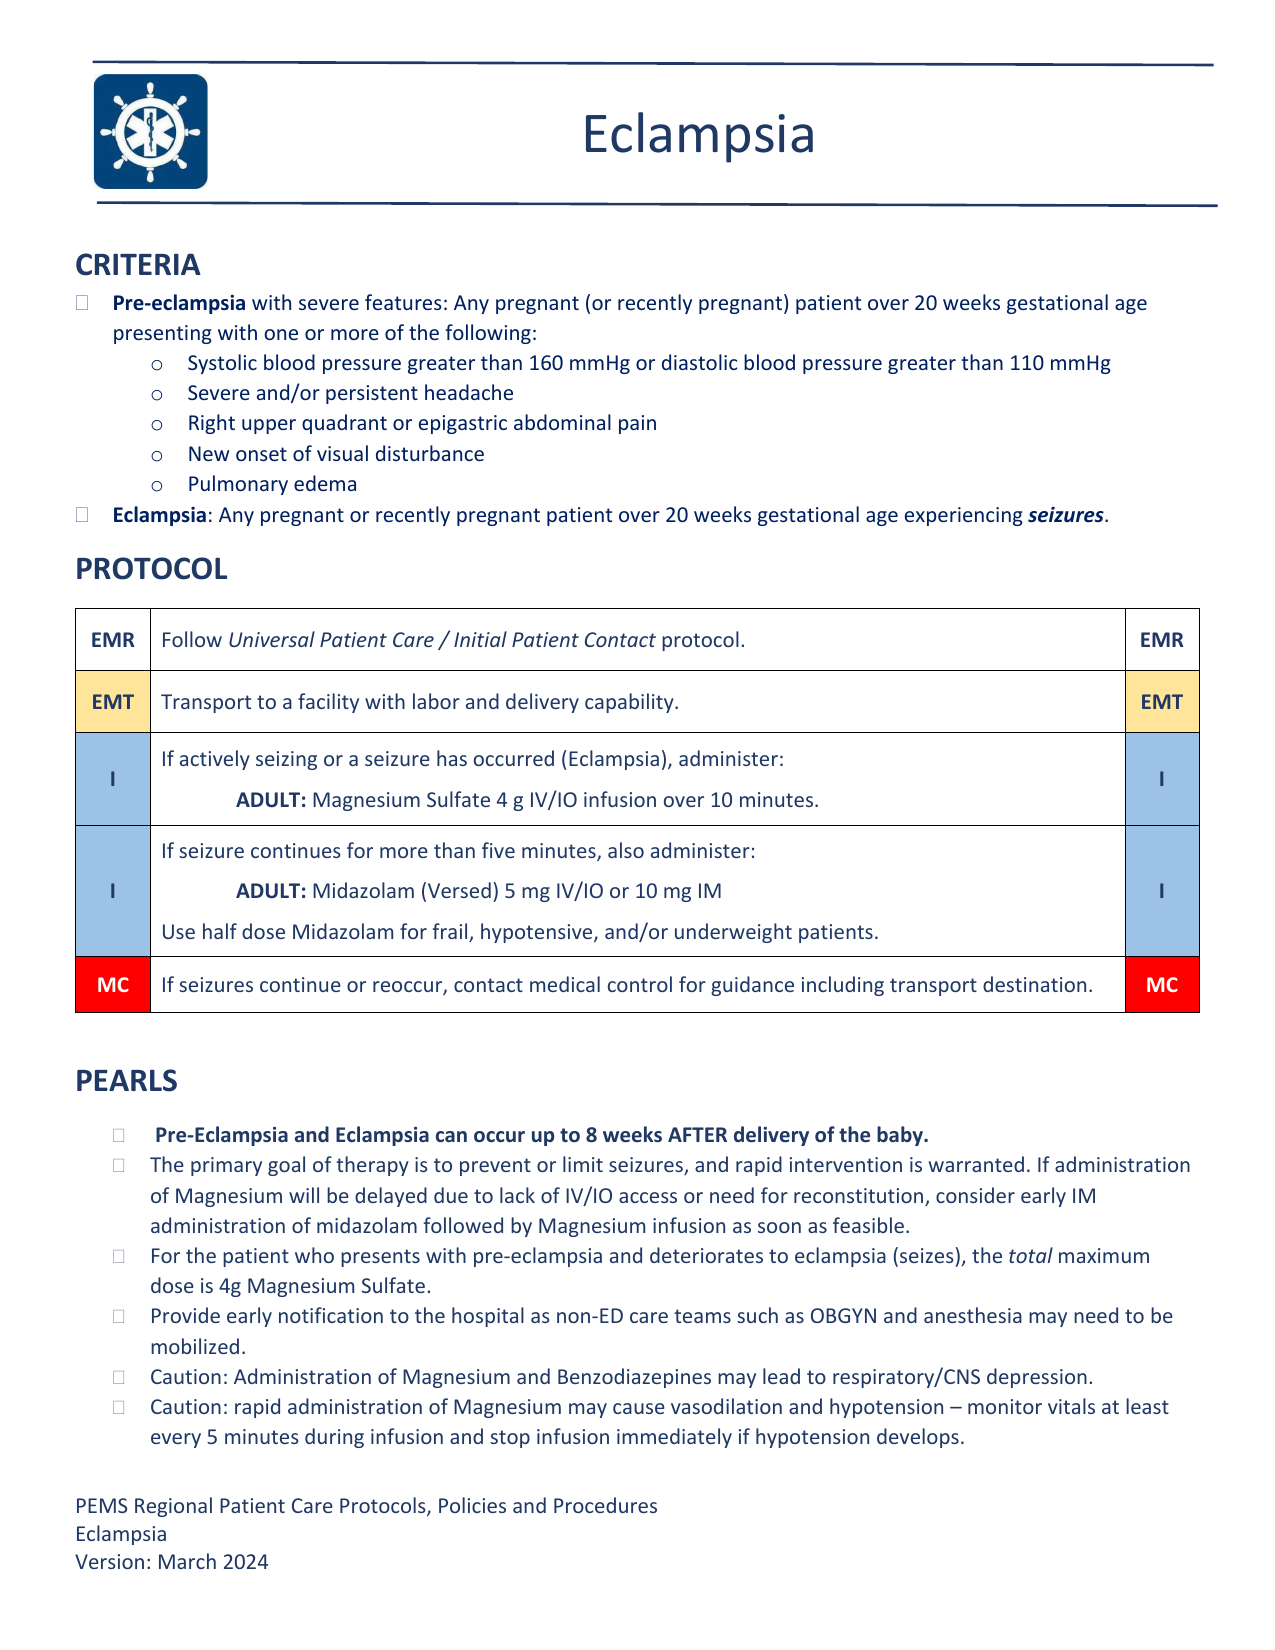 Eclampsia
CRITERIA
Pre-eclampsia with severe features: Any pregnant (or recently pregnant) patient over 20 weeks gestational age
presenting with one or more of the following:
o Systolic blood pressure greater than 160 mmHg or diastolic blood pressure greater than 110 mmHg
o Severe and/or persistent headache
o Right upper quadrant or epigastric abdominal pain
o New onset of visual disturbance
o Pulmonary edema
Eclampsia: Any pregnant or recently pregnant patient over 20 weeks gestational age experiencing seizures.
PROTOCOL
EMR Follow Universal Patient Care / Initial Patient Contact protocol. EMR
EMT Transport to a facility with labor and delivery capability. EMT
If actively seizing or a seizure has occurred (Eclampsia), administer:
I I
ADULT: Magnesium Sulfate 4 g IV/IO infusion over 10 minutes.
If seizure continues for more than five minutes, also administer:
I ADULT: Midazolam (Versed) 5 mg IV/IO or 10 mg IM I
Use half dose Midazolam for frail, hypotensive, and/or underweight patients.
MC If seizures continue or reoccur, contact medical control for guidance including transport destination. MC
PEARLS
Pre-Eclampsia and Eclampsia can occur up to 8 weeks AFTER delivery of the baby.
The primary goal of therapy is to prevent or limit seizures, and rapid intervention is warranted. If administration
of Magnesium will be delayed due to lack of IV/IO access or need for reconstitution, consider early IM
administration of midazolam followed by Magnesium infusion as soon as feasible.
For the patient who presents with pre-eclampsia and deteriorates to eclampsia (seizes), the total maximum
dose is 4g Magnesium Sulfate.
Provide early notification to the hospital as non-ED care teams such as OBGYN and anesthesia may need to be
mobilized.
Caution: Administration of Magnesium and Benzodiazepines may lead to respiratory/CNS depression.
Caution: rapid administration of Magnesium may cause vasodilation and hypotension – monitor vitals at least
every 5 minutes during infusion and stop infusion immediately if hypotension develops.
PEMS Regional Patient Care Protocols, Policies and Procedures
Eclampsia
Version: March 2024